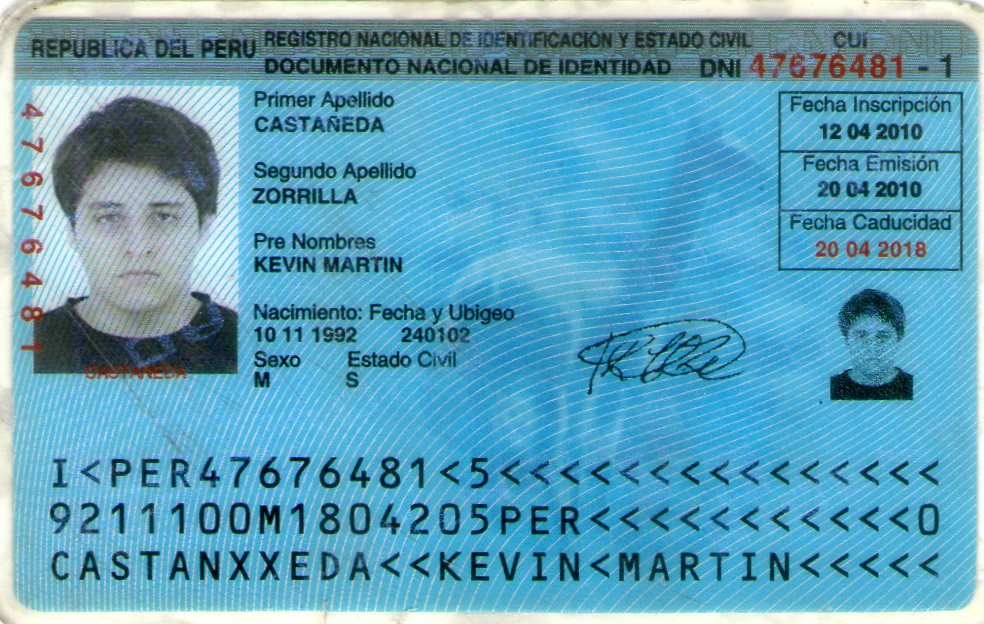 REPUBLICA DEL PERU
REGISTRO NACIONAL DE IDENTIFICACION Y ESTADO CIVIL
CUI
DOCUMENTO NACIONAL DE IDENTIDAD
DNI 47676481 - 1
47676481
Primer Apellido
CASTAÑEDA
Segundo Apellido
ZORRILLA
Pre Nombres
KEVIN MARTIN
Nacimiento: Fecha y Ubigeo
10 11 1992 240102
Sexo Estado Civil
M S
Fecha Inscripción
12 04 2010
Fecha Emisión
20 04 2010
Fecha Caducidad
20 04 2018
CASTAÑEDA
I<PER47676481<5<<<<<<<<<<<<<<<
9211100M1804205PER<<<<<<<<<<<0
CASTANXXEDA<<KEVIN<MARTIN<<<<<